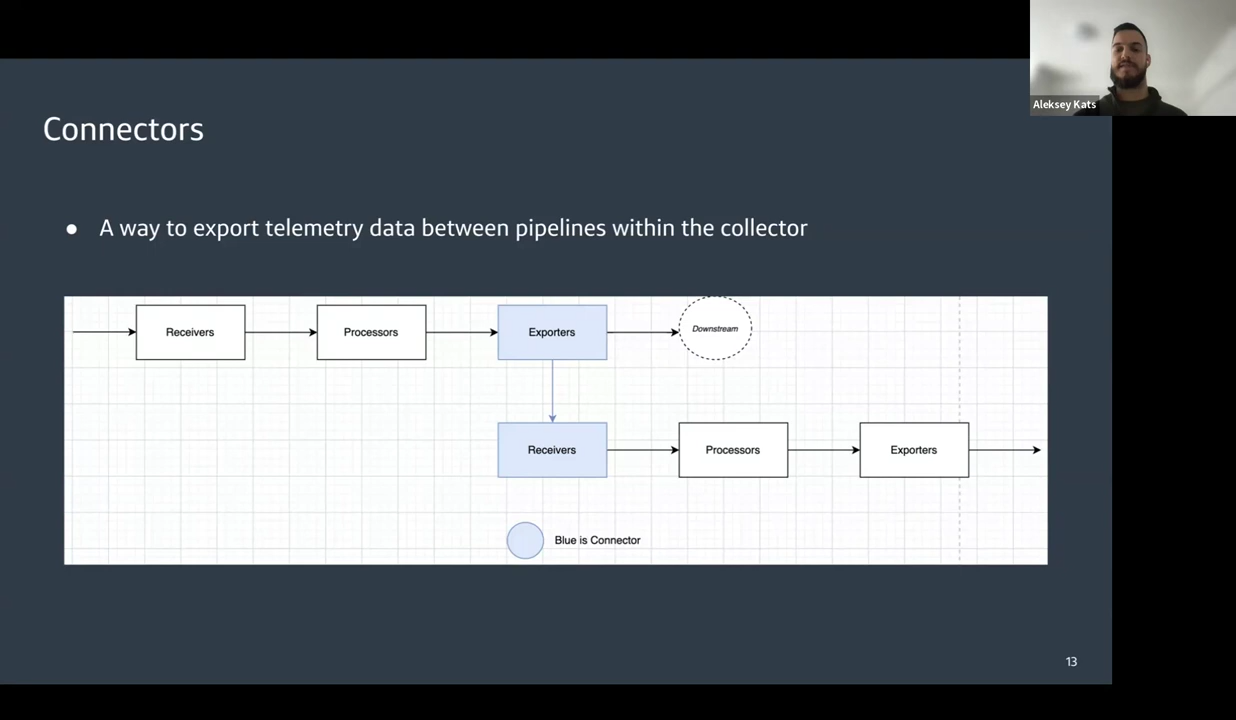 Aleksey Kats
Connectors
● A way to export telemetry data between pipelines within the collector
Receivers
Processors
Exporters
Downstream
Receivers
Processors
Exporters
Blue is Connector
13